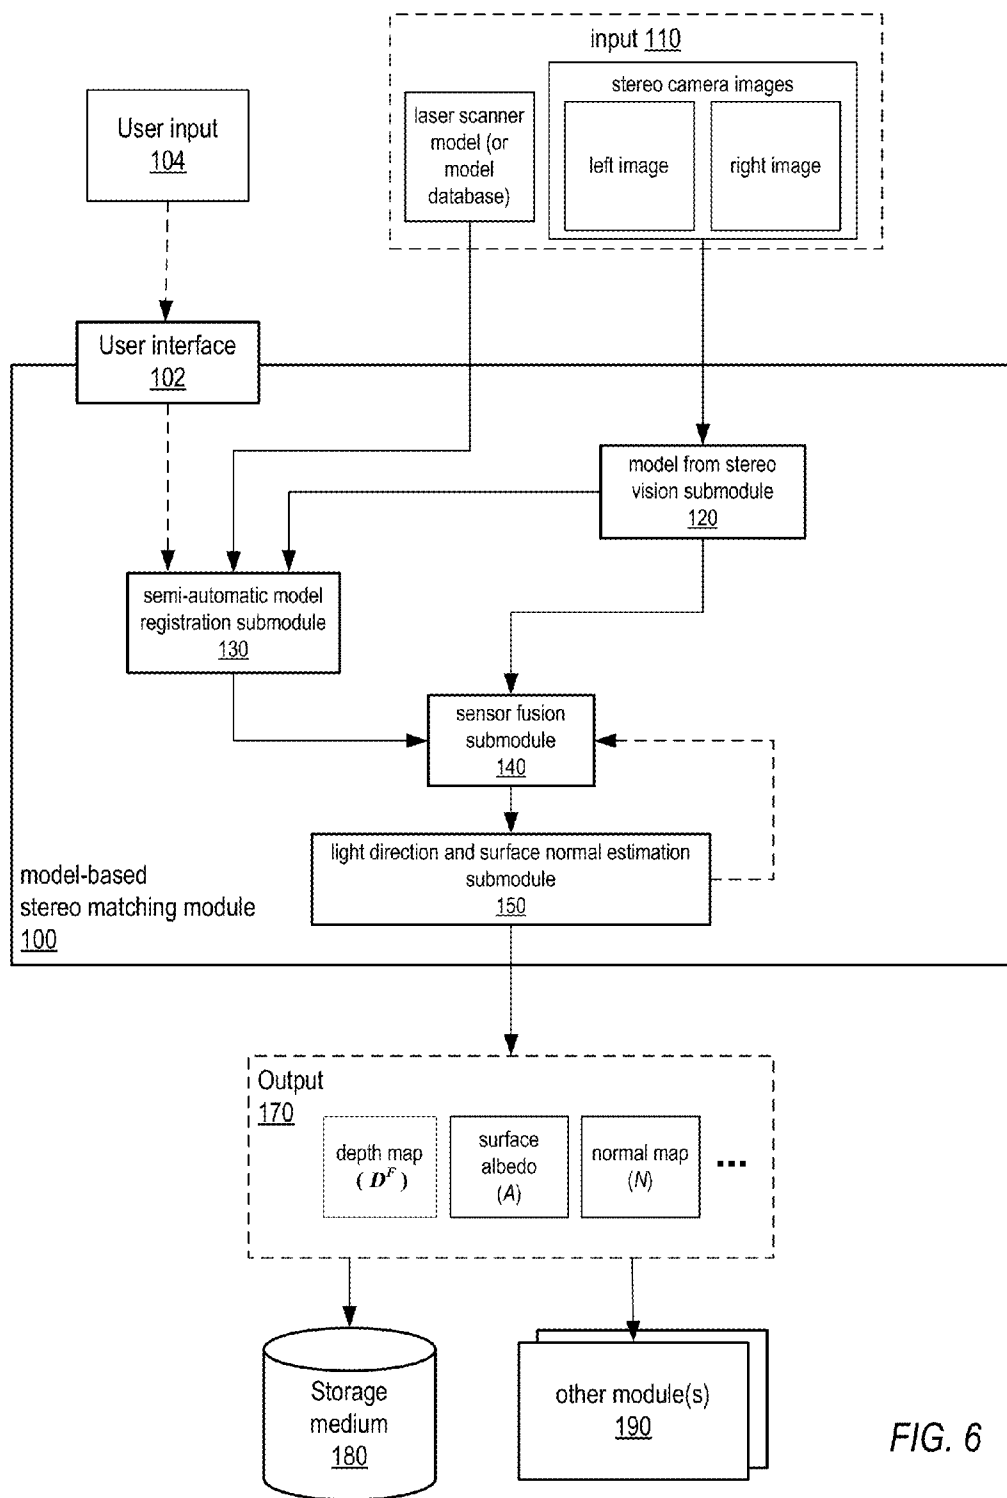 input 110
stereo camera images
laser scanner
model (or
model
database)
left image
right image
User input
104
User interface
102
model from stereo
vision submodule
120
semi-automatic model
registration submodule
130
sensor fusion
submodule
140
light direction and surface normal estimation
submodule
150
model-based
stereo matching module
100
Output
170
depth map
( D^F )
surface
albedo
(A)
normal map
(N)
...
Storage
medium
180
other module(s)
190
FIG. 6